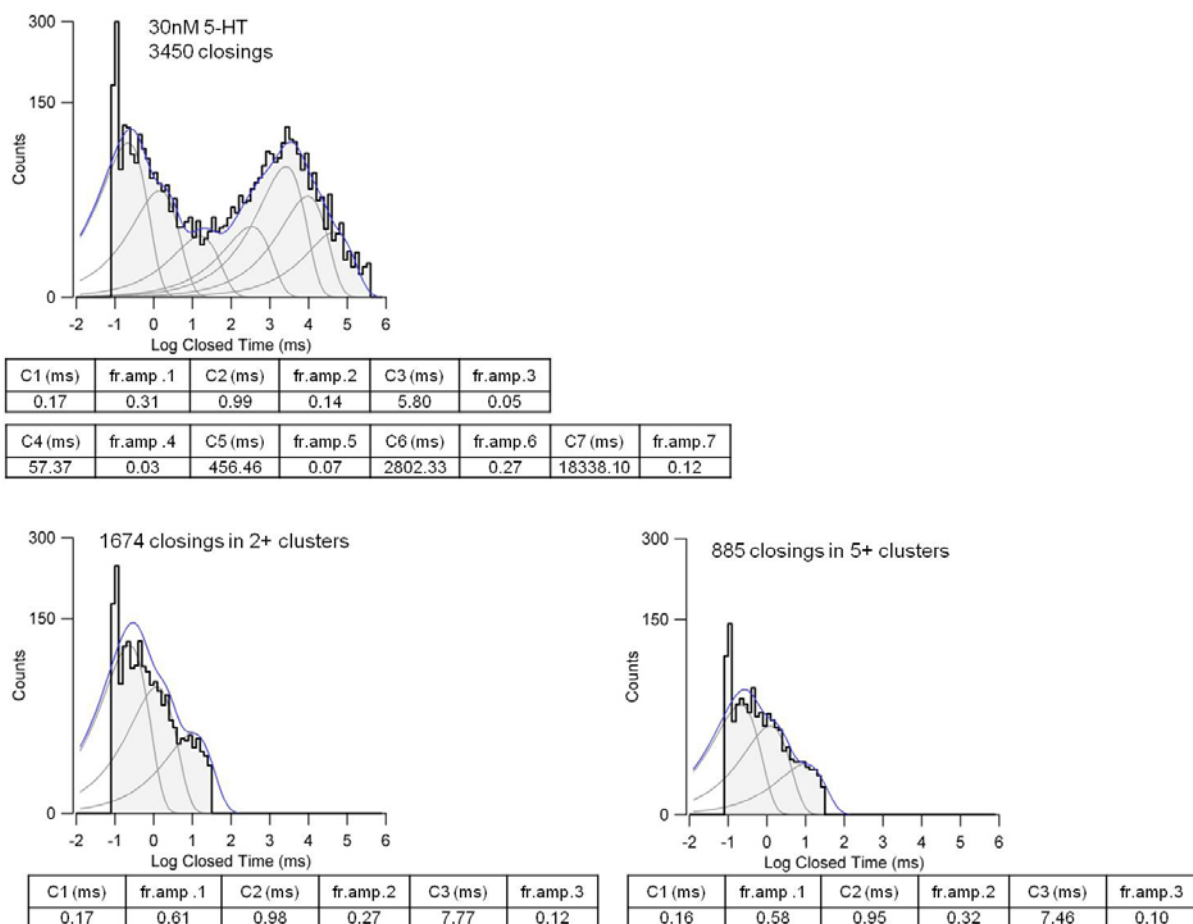 30nM 5-HT
3450 closings
300
150
0
Counts
-2 -1 0 1 2 3 4 5 6
Log Closed Time (ms)
C1 (ms) fr.amp .1 C2 (ms) fr.amp.2 C3 (ms) fr.amp.3
0.17 0.31 0.99 0.14 5.80 0.05
C4 (ms) fr.amp .4 C5 (ms) fr.amp.5 C6 (ms) fr.amp.6 C7 (ms) fr.amp.7
57.37 0.03 456.46 0.07 2802.33 0.27 18338.10 0.12
1674 closings in 2+ clusters
300
150
0
Counts
-2 -1 0 1 2 3 4 5 6
Log Closed Time (ms)
C1 (ms) fr.amp .1 C2 (ms) fr.amp.2 C3 (ms) fr.amp.3
0.17 0.61 0.98 0.27 7.77 0.12
885 closings in 5+ clusters
300
150
0
Counts
-2 -1 0 1 2 3 4 5 6
Log Closed Time (ms)
C1 (ms) fr.amp .1 C2 (ms) fr.amp.2 C3 (ms) fr.amp.3
0.16 0.58 0.95 0.32 7.46 0.10